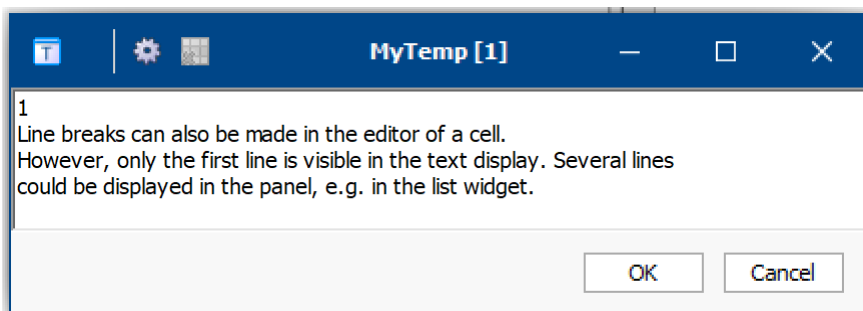 T
MyTemp [1]
1
Line breaks can also be made in the editor of a cell.
However, only the first line is visible in the text display. Several lines
could be displayed in the panel, e.g. in the list widget.
OK
Cancel